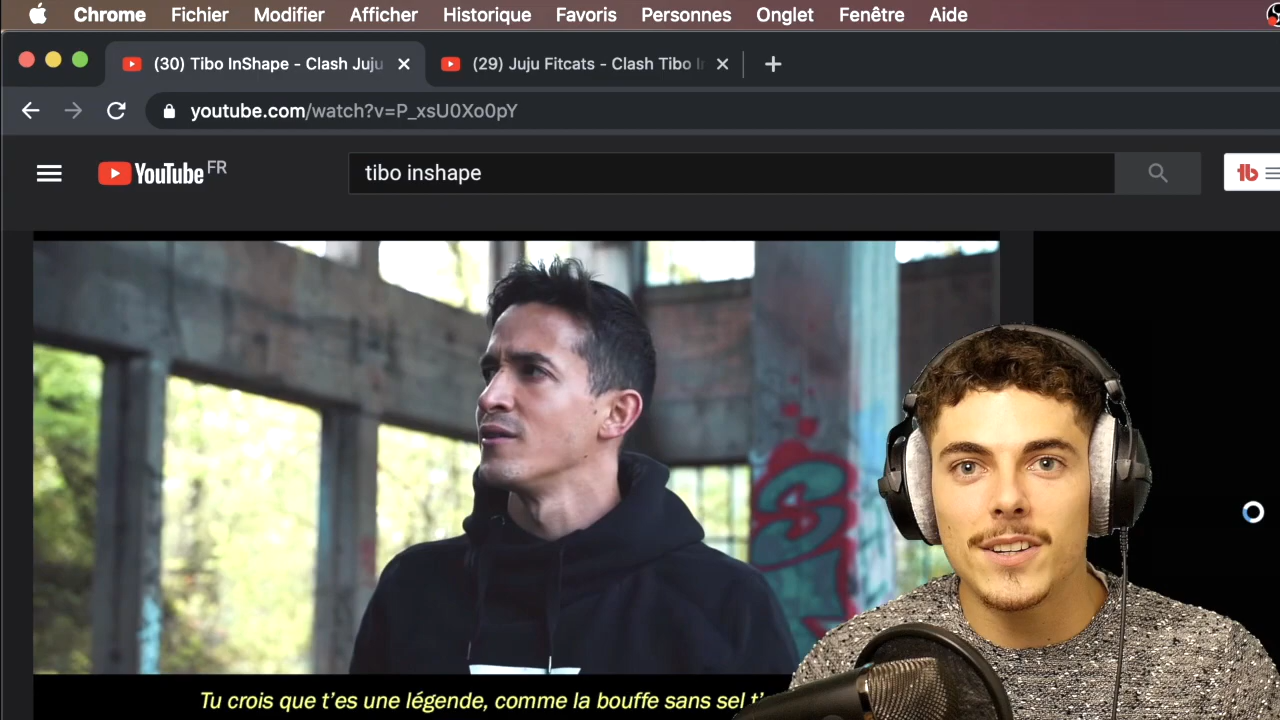 Chrome Fichier Modifier Afficher Historique Favoris Personnes Onglet Fenêtre Aide
(30) Tibo InShape - Clash Juju
(29) Juju Fitcats - Clash Tibo I
youtube.com/watch?v=P_xsU0Xo0pY
YouTube FR
tibo inshape
tb
Tu crois que t'es une légende, comme la bouffe sans sel t'